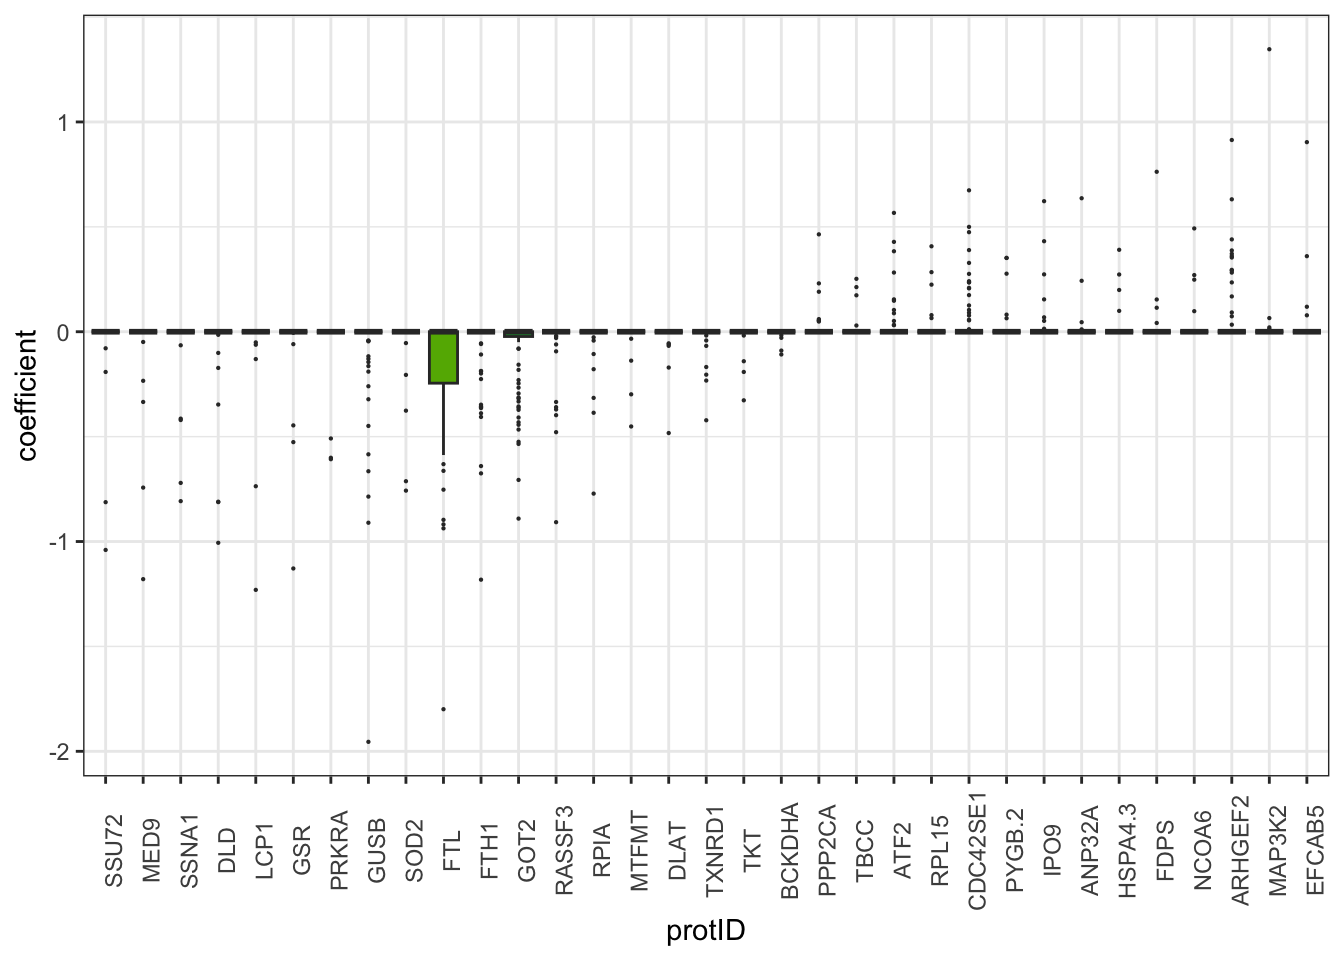 coefficient
1
0
-1
-2
SSU72
MED9
SSNA1
DLD
LCP1
GSR
PRKRA
GUSB
SOD2
FTL
FTH1
GOT2
RASSF3
RPIA
MTFMT
DLAT
TXNRD1
TKT
BCKDHA
PPP2CA
TBCC
ATF2
RPL15
CDC42SE1
PYGB.2
IPO9
ANP32A
HSPA4.3
FDPS
NCOA6
ARHGEF2
MAP3K2
EFCAB5
protID